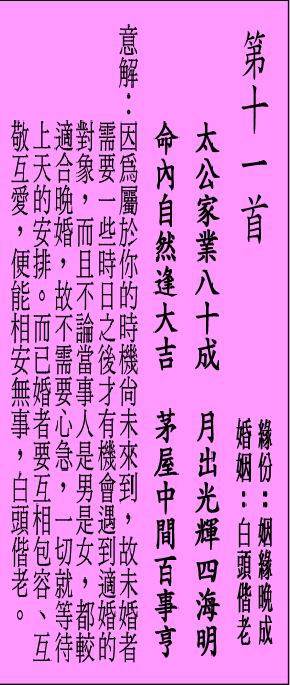 第十一首
緣份：姻緣晚成
婚姻：白頭偕老
太公家業八十成　月出光輝四海明
命內自然逢大吉　茅屋中間百事亨
意解：因為屬於你的時機尚未來到，故未婚者
需要一些時日之後才有機會遇到適婚的
對象，而且不論當事人是男是女，都較
適合晚婚，故不需要心急，一切就等待
上天的安排。而已婚者要互相包容、互
敬互愛，便能相安無事，白頭偕老。